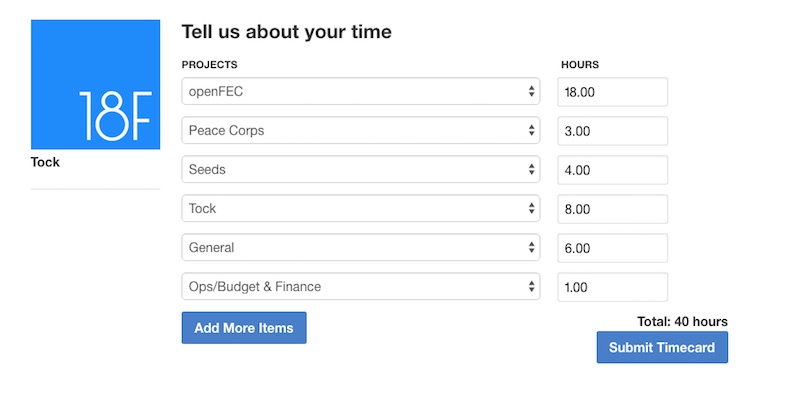 18F
Tock
Tell us about your time
PROJECTS HOURS
openFEC 18.00
Peace Corps 3.00
Seeds 4.00
Tock 8.00
General 6.00
Ops/Budget & Finance 1.00
Add More Items
Total: 40 hours
Submit Timecard